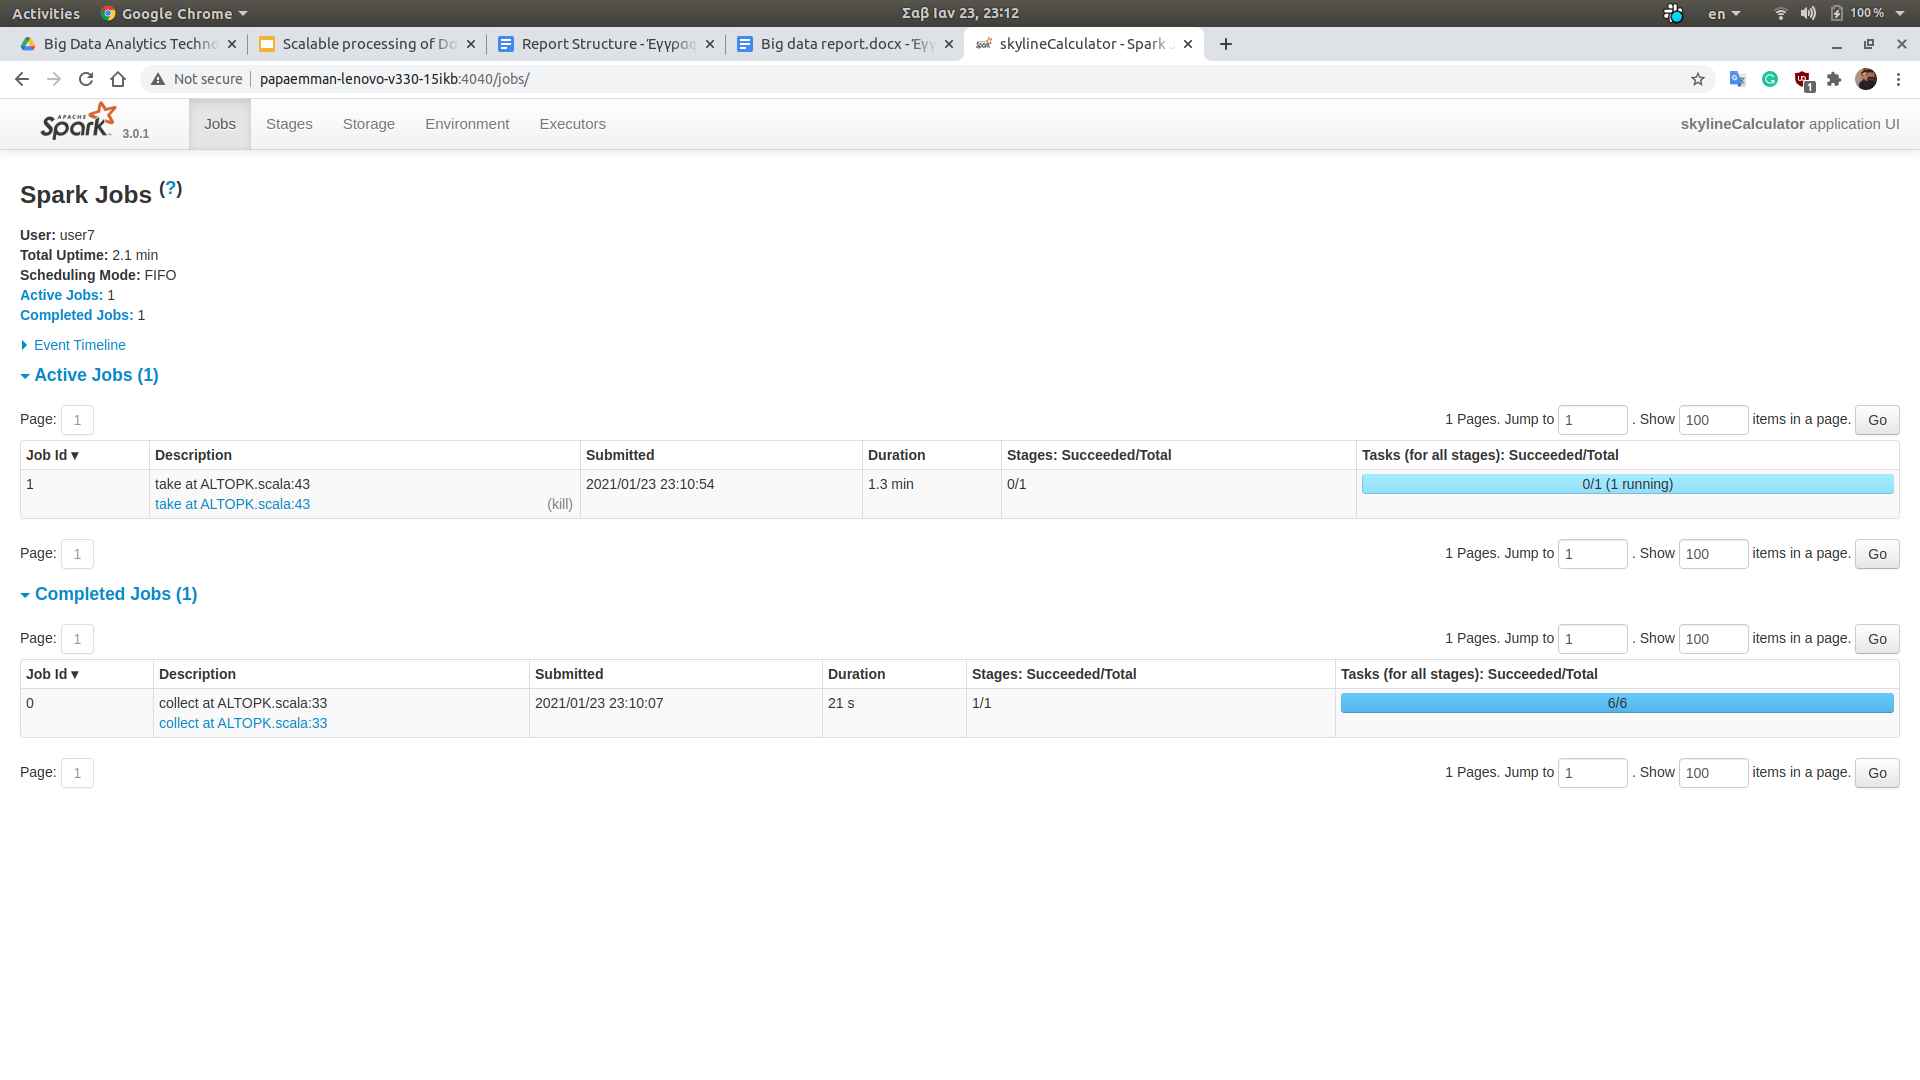 Activities Google Chrome Σαβ Ιαν 23, 23:12 en 100 %
Big Data Analytics Techno Scalable processing of Do Report Structure - Έγγραφ Big data report.docx - Έγγ skylineCalculator - Spark J
Not secure papaemman-lenovo-v330-15ikb:4040/jobs/ 1
APACHE Spark 3.0.1 Jobs Stages Storage Environment Executors skylineCalculator application UI
Spark Jobs (?)
User: user7
Total Uptime: 2.1 min
Scheduling Mode: FIFO
Active Jobs: 1
Completed Jobs: 1
Event Timeline
Active Jobs (1)
Page: 1 1 Pages. Jump to 1 . Show 100 items in a page. Go
Job Id ▾ Description Submitted Duration Stages: Succeeded/Total Tasks (for all stages): Succeeded/Total
1 take at ALTOPK.scala:43 2021/01/23 23:10:54 1.3 min 0/1 0/1 (1 running)
take at ALTOPK.scala:43 (kill)
Page: 1 1 Pages. Jump to 1 . Show 100 items in a page. Go
Completed Jobs (1)
Page: 1 1 Pages. Jump to 1 . Show 100 items in a page. Go
Job Id ▾ Description Submitted Duration Stages: Succeeded/Total Tasks (for all stages): Succeeded/Total
0 collect at ALTOPK.scala:33 2021/01/23 23:10:07 21 s 1/1 6/6
collect at ALTOPK.scala:33
Page: 1 1 Pages. Jump to 1 . Show 100 items in a page. Go